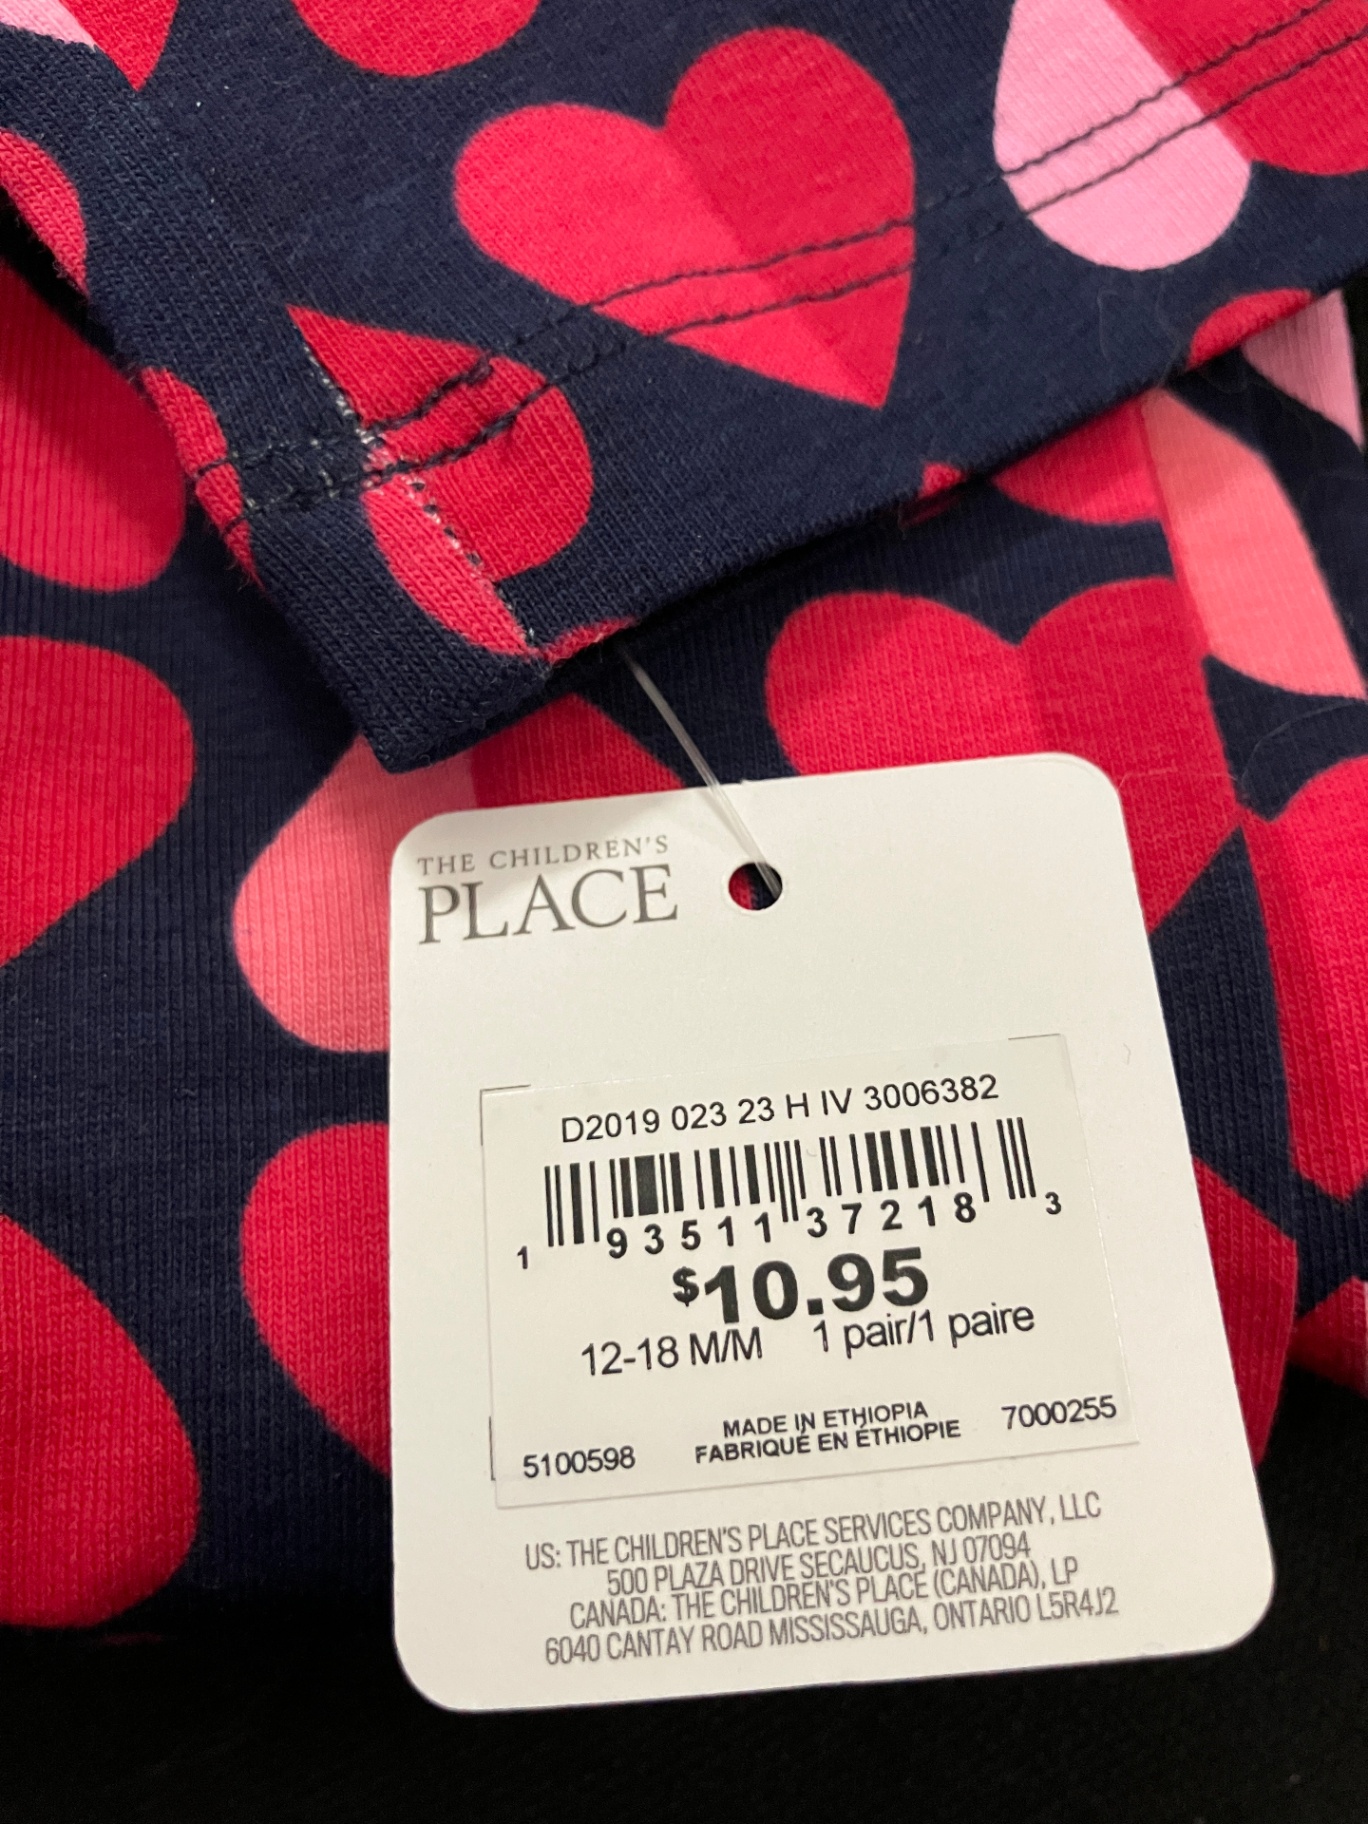 THE CHILDREN'S
PLACE
D2019 023 23 H IV 3006382
1 93511 37218 3
$10.95
12-18 M/M 1 pair/1 paire
MADE IN ETHIOPIA
5100598 FABRIQUÉ EN ÉTHIOPIE 7000255
US: THE CHILDREN'S PLACE SERVICES COMPANY, LLC
500 PLAZA DRIVE SECAUCUS, NJ 07094
CANADA: THE CHILDREN'S PLACE (CANADA), LP
6040 CANTAY ROAD MISSISSAUGA, ONTARIO L5R4J2